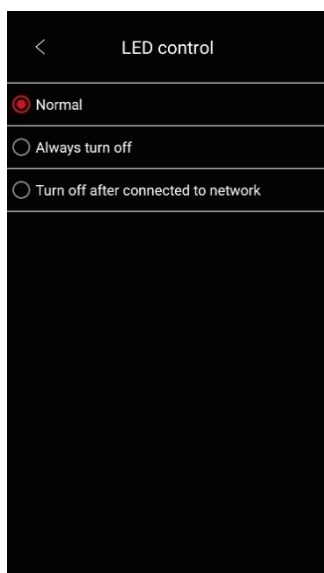 LED control
Normal
Always turn off
Turn off after connected to network